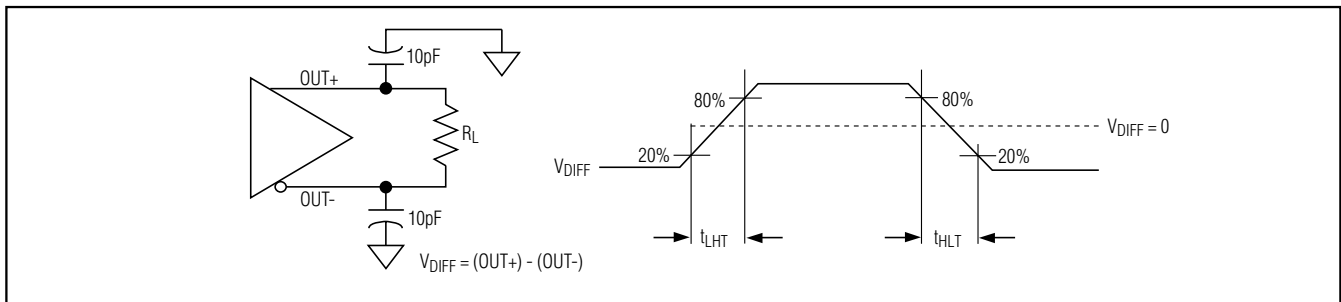 10pF
OUT+
R_L
OUT-
10pF
V_DIFF = (OUT+) - (OUT-)
80%
80%
V_DIFF = 0
20%
20%
V_DIFF
t_LHT
t_HLT